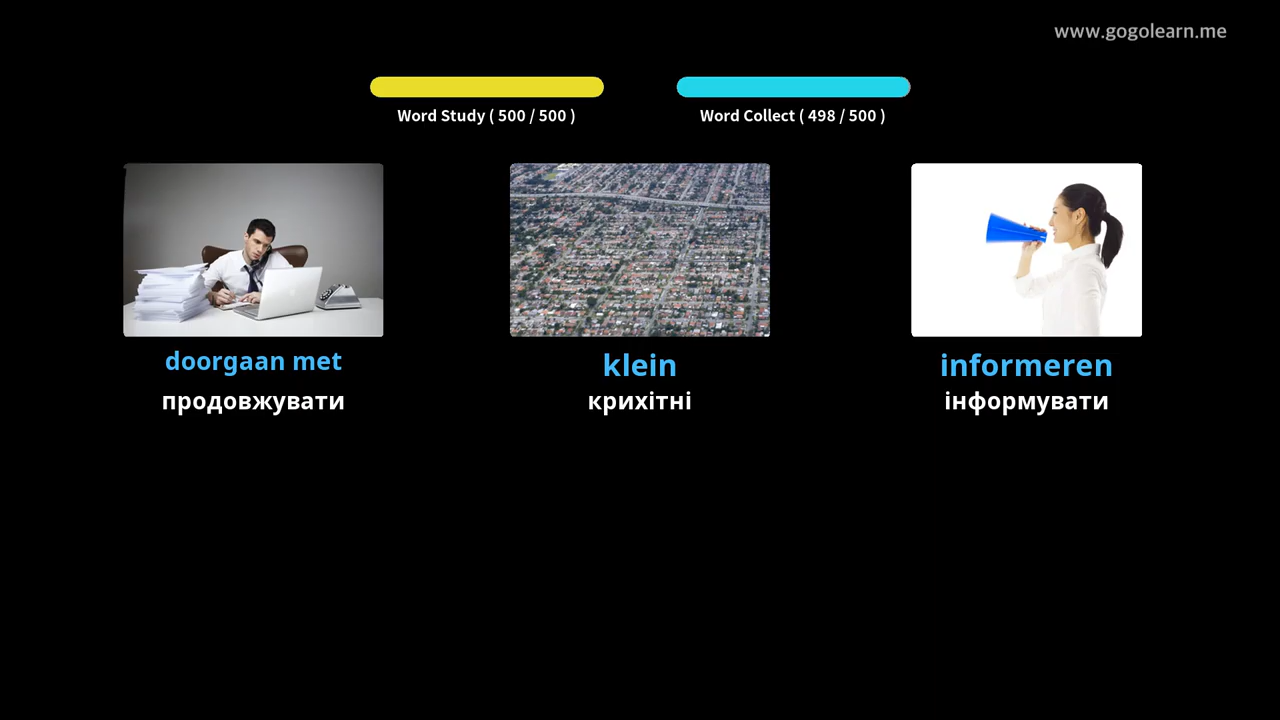 www.gogolearn.me
Word Study ( 500 / 500 )
Word Collect ( 498 / 500 )
doorgaan met
klein
informeren
продовжувати
крихітні
інформувати